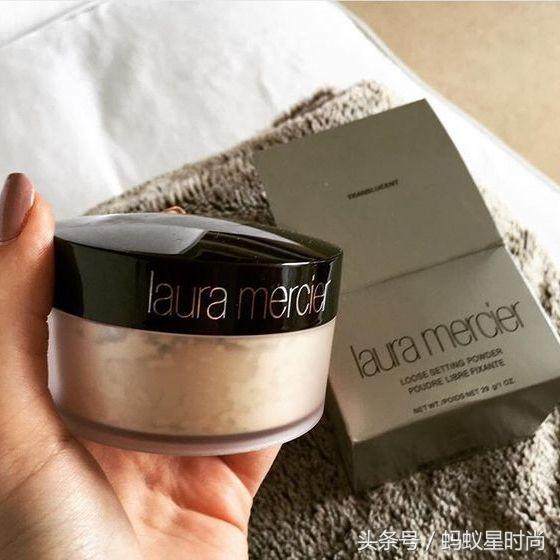 TRANSLUCENT
laura mercier
laura mercier
LOOSE SETTING POWDER
POUDRE LIBRE FIXANTE
NET WT./POIDS NET 29 g/1 OZ.
头条号 / 蚂蚁星时尚